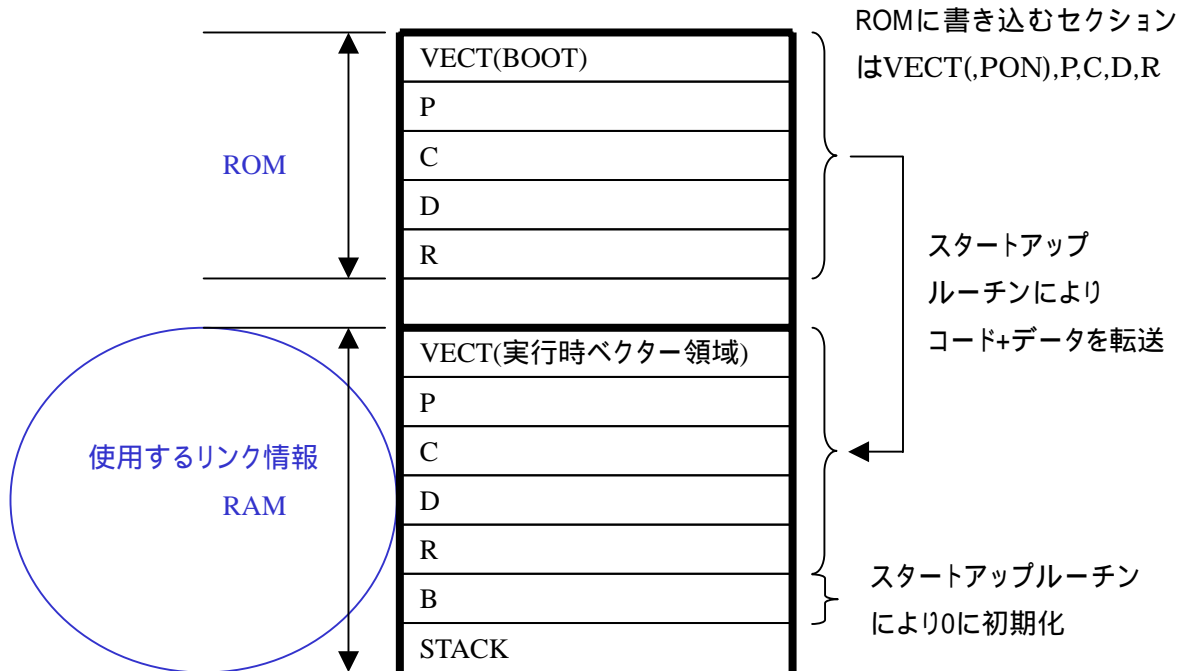 ROMに書き込むセクション
はVECT(,PON),P,C,D,R
VECT(BOOT)
P
C
D
R
ROM
スタートアップ
ルーチンにより
コード+データを転送
VECT(実行時ベクター領域)
P
C
D
R
B
STACK
使用するリンク情報
RAM
スタートアップルーチン
により0に初期化